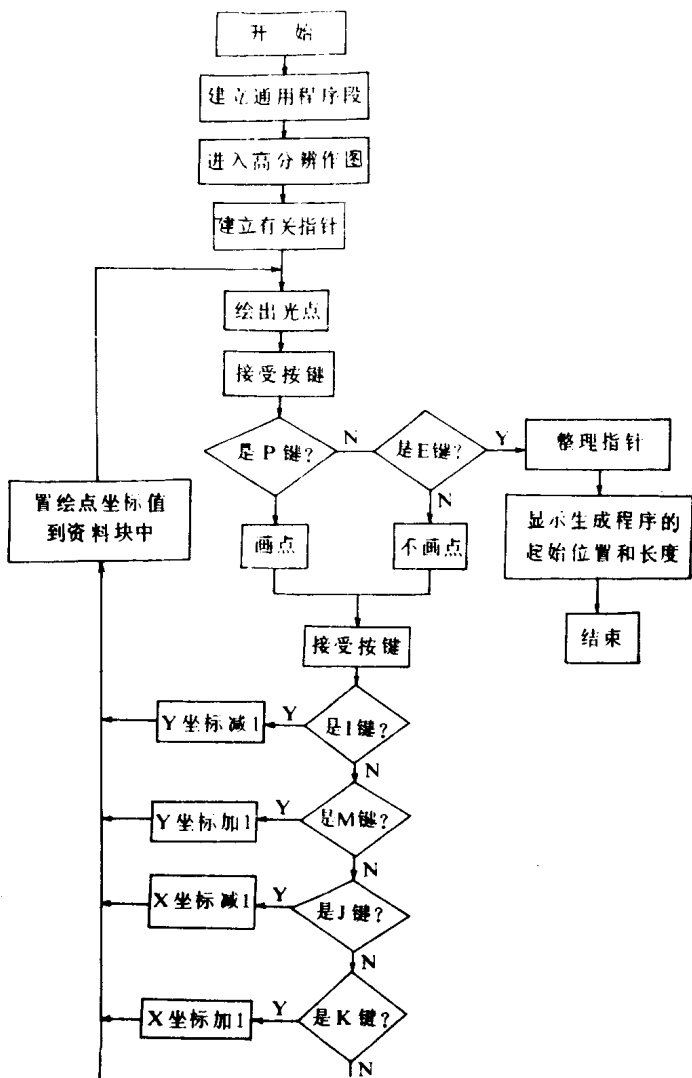 开始
建立通用程序段
进入高分辨作图
建立有关指针
绘出光点
接受按键
是P键?
N
是E键?
Y
整理指针
N
置绘点坐标值
到资料块中
画点
不画点
显示生成程序的
起始位置和长度
接受按键
结束
Y坐标减1
Y
是I键?
N
Y坐标加1
Y
是M键?
N
X坐标减1
Y
是J键?
N
X坐标加1
Y
是K键?
N